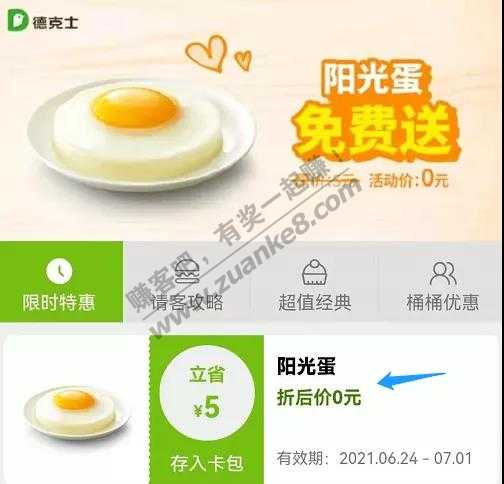 德克士
阳光蛋
免费送
活动价:0元
赚客吧,有奖一起赚!
www.zuanke8.com
限时特惠
请客攻略
超值经典
桶桶优惠
立省
¥5
存入卡包
阳光蛋
折后价0元
有效期：2021.06.24 - 07.01